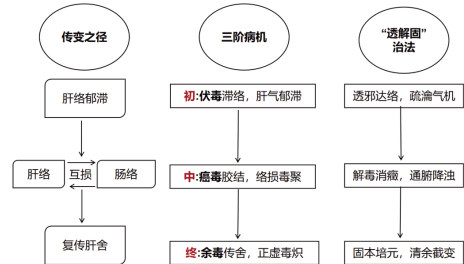 传变之径
三阶病机
“透解固”
治法
肝络郁滞
初:伏毒滞络，肝气郁滞
透邪达络，疏瀹气机
肝络
互损
肠络
中:癌毒胶结，络损毒聚
解毒消癥，通腑降浊
复传肝舍
终:余毒传舍，正虚毒炽
固本培元，清余截变